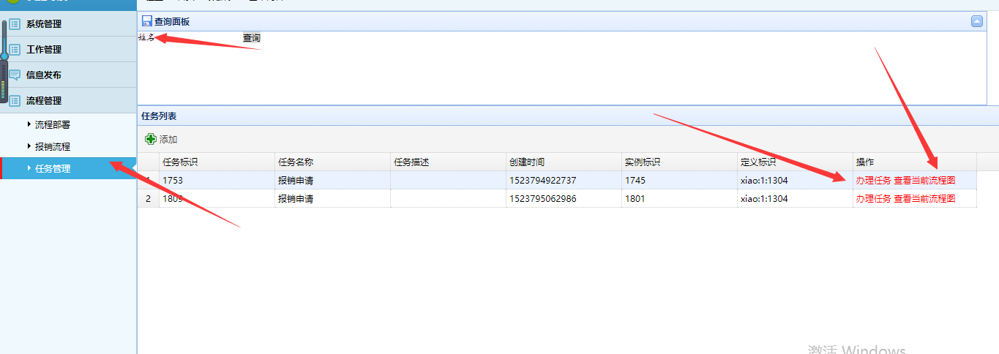 查询面板
系统管理
姓名 查询
工作管理
信息发布
流程管理
任务列表
流程部署
添加
报销流程
任务管理
任务标识 任务名称 任务描述 创建时间 实例标识 定义标识 操作
1 1753 报销申请 1523794922737 1745 xiao:1:1304 办理任务 查看当前流程图
2 1809 报销申请 1523795062986 1801 xiao:1:1304 办理任务 查看当前流程图
激活 Windows